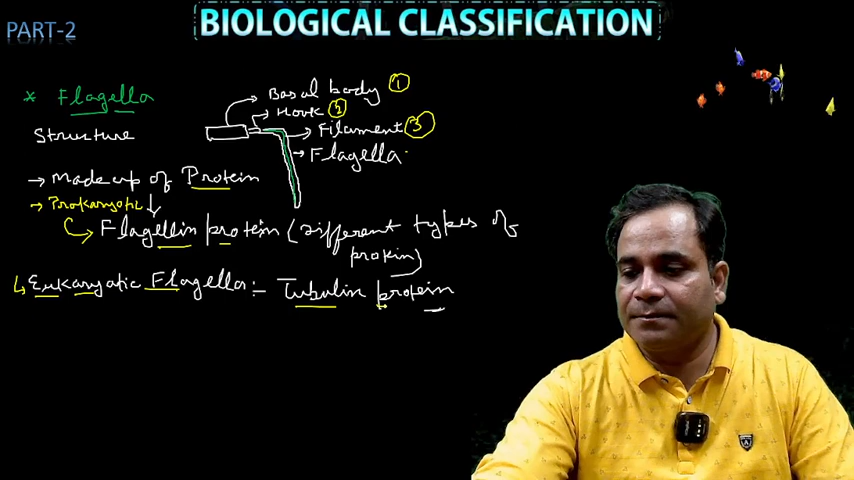 PART-2
BIOLOGICAL CLASSIFICATION
* Flagella
Structure
Basal body 1
Hook 2
Filament 3
→ Flagella
→ Made up of Protein
→ Prokaryotic ↓
Flagellin protein (different types of
protein)
↳ Eukaryotic Flagella:- Tubulin protein